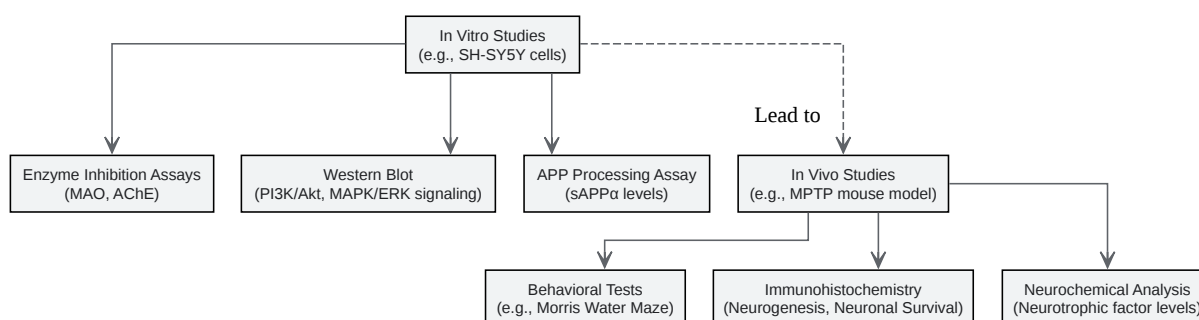 In Vitro Studies
(e.g., SH-SY5Y cells)
Lead to
Enzyme Inhibition Assays
(MAO, AChE)
Western Blot
(PI3K/Akt, MAPK/ERK signaling)
APP Processing Assay
(sAPPα levels)
In Vivo Studies
(e.g., MPTP mouse model)
Behavioral Tests
(e.g., Morris Water Maze)
Immunohistochemistry
(Neurogenesis, Neuronal Survival)
Neurochemical Analysis
(Neurotrophic factor levels)